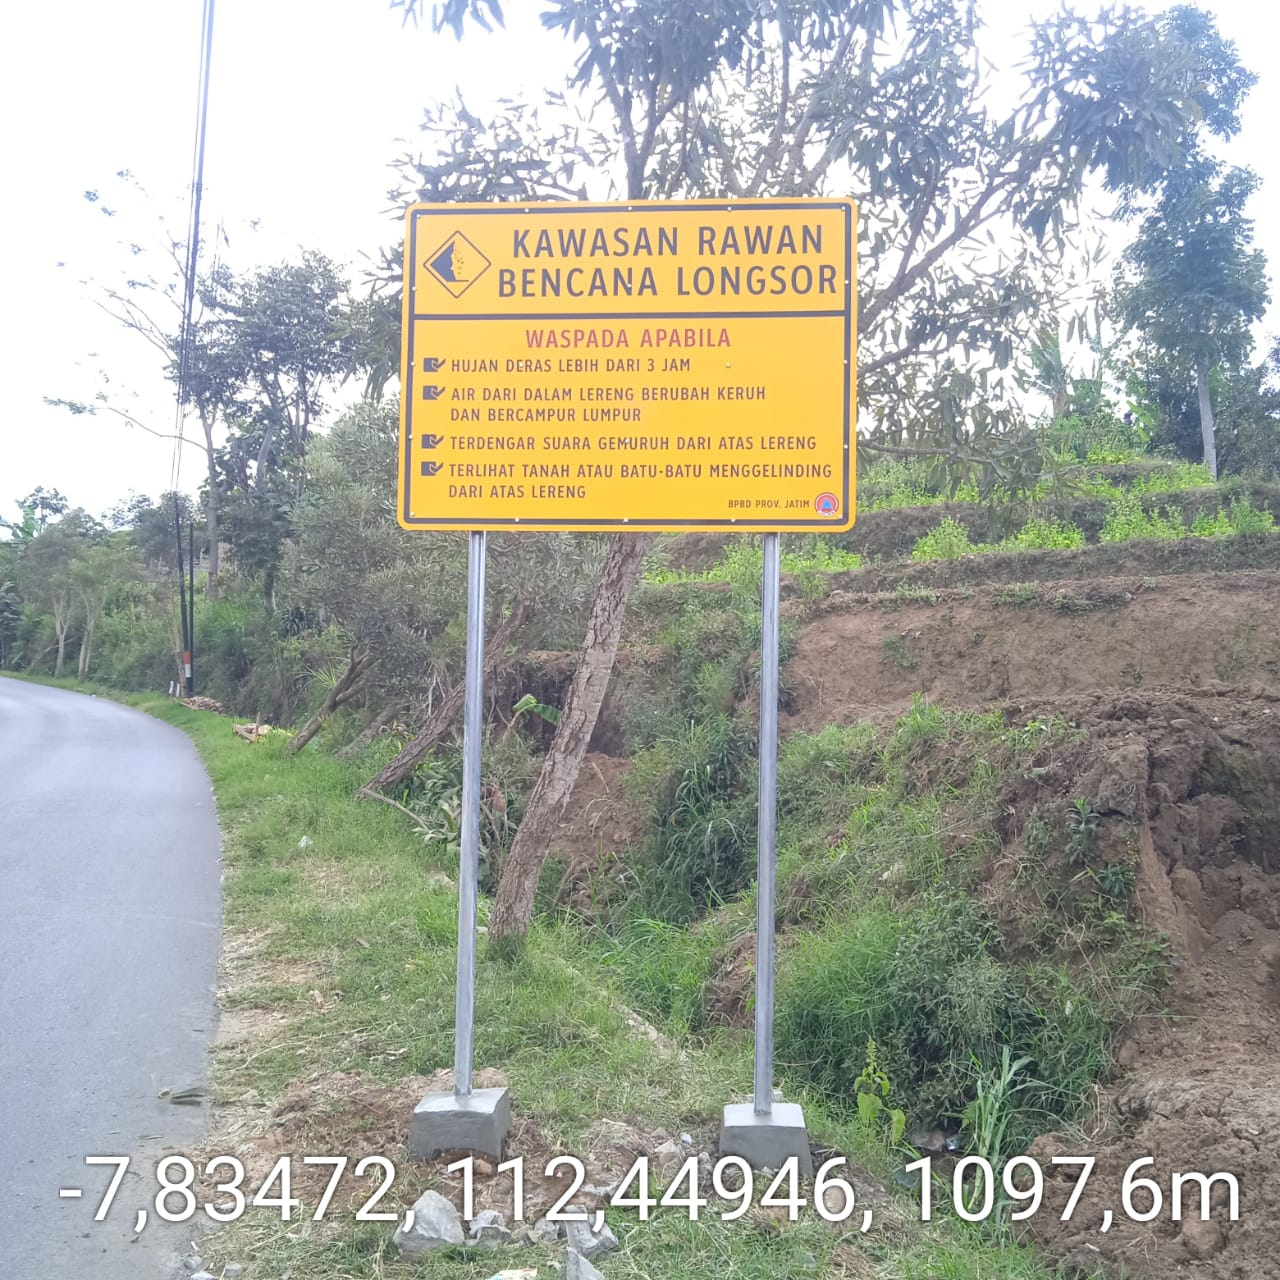 KAWASAN RAWAN
BENCANA LONGSOR
WASPADA APABILA
HUJAN DERAS LEBIH DARI 3 JAM
AIR DARI DALAM LERENG BERUBAH KERUH
DAN BERCAMPUR LUMPUR
TERDENGAR SUARA GEMURUH DARI ATAS LERENG
TERLIHAT TANAH ATAU BATU-BATU MENGGELINDING
DARI ATAS LERENG
BPBD PROV. JATIM
-7,83472, 112,44946, 1097,6m